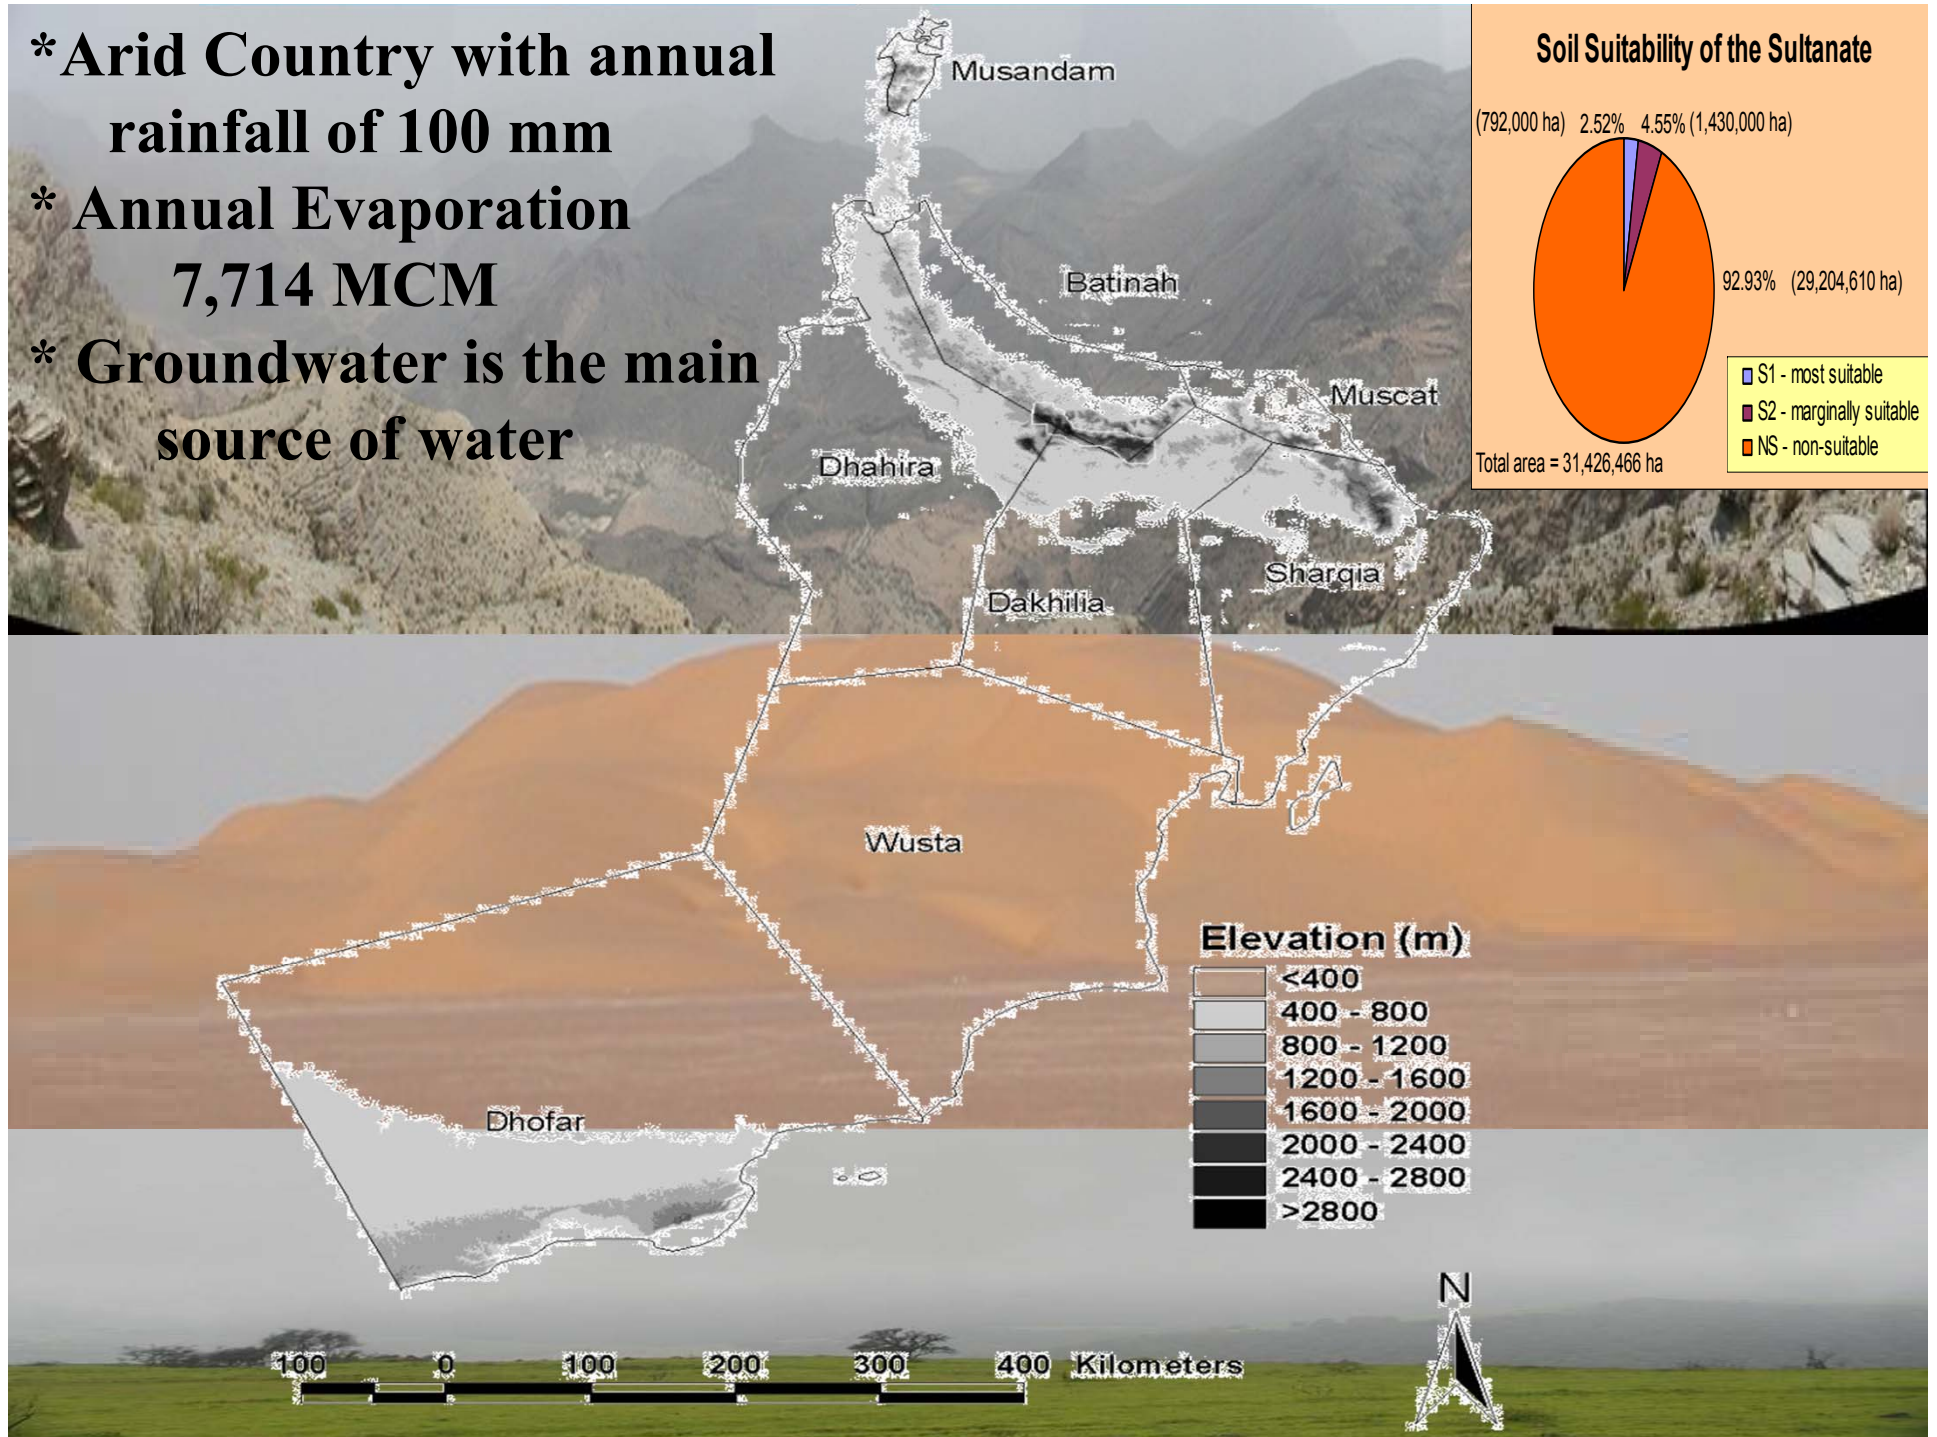 *Arid Country with annual
rainfall of 100 mm
* Annual Evaporation
7,714 MCM
* Groundwater is the main
source of water
Soil Suitability of the Sultanate
(792,000 ha) 2.52% 4.55% (1,430,000 ha)
92.93% (29,204,610 ha)
S1 - most suitable
S2 - marginally suitable
NS - non-suitable
Total area = 31,426,466 ha
Musandam
Batinah
Muscat
Dhahira
Sharqia
Dakhilia
Wusta
Dhofar
Elevation (m)
<400
400 - 800
800 - 1200
1200 - 1600
1600 - 2000
2000 - 2400
2400 - 2800
>2800
N
100 0 100 200 300 400 Kilometers